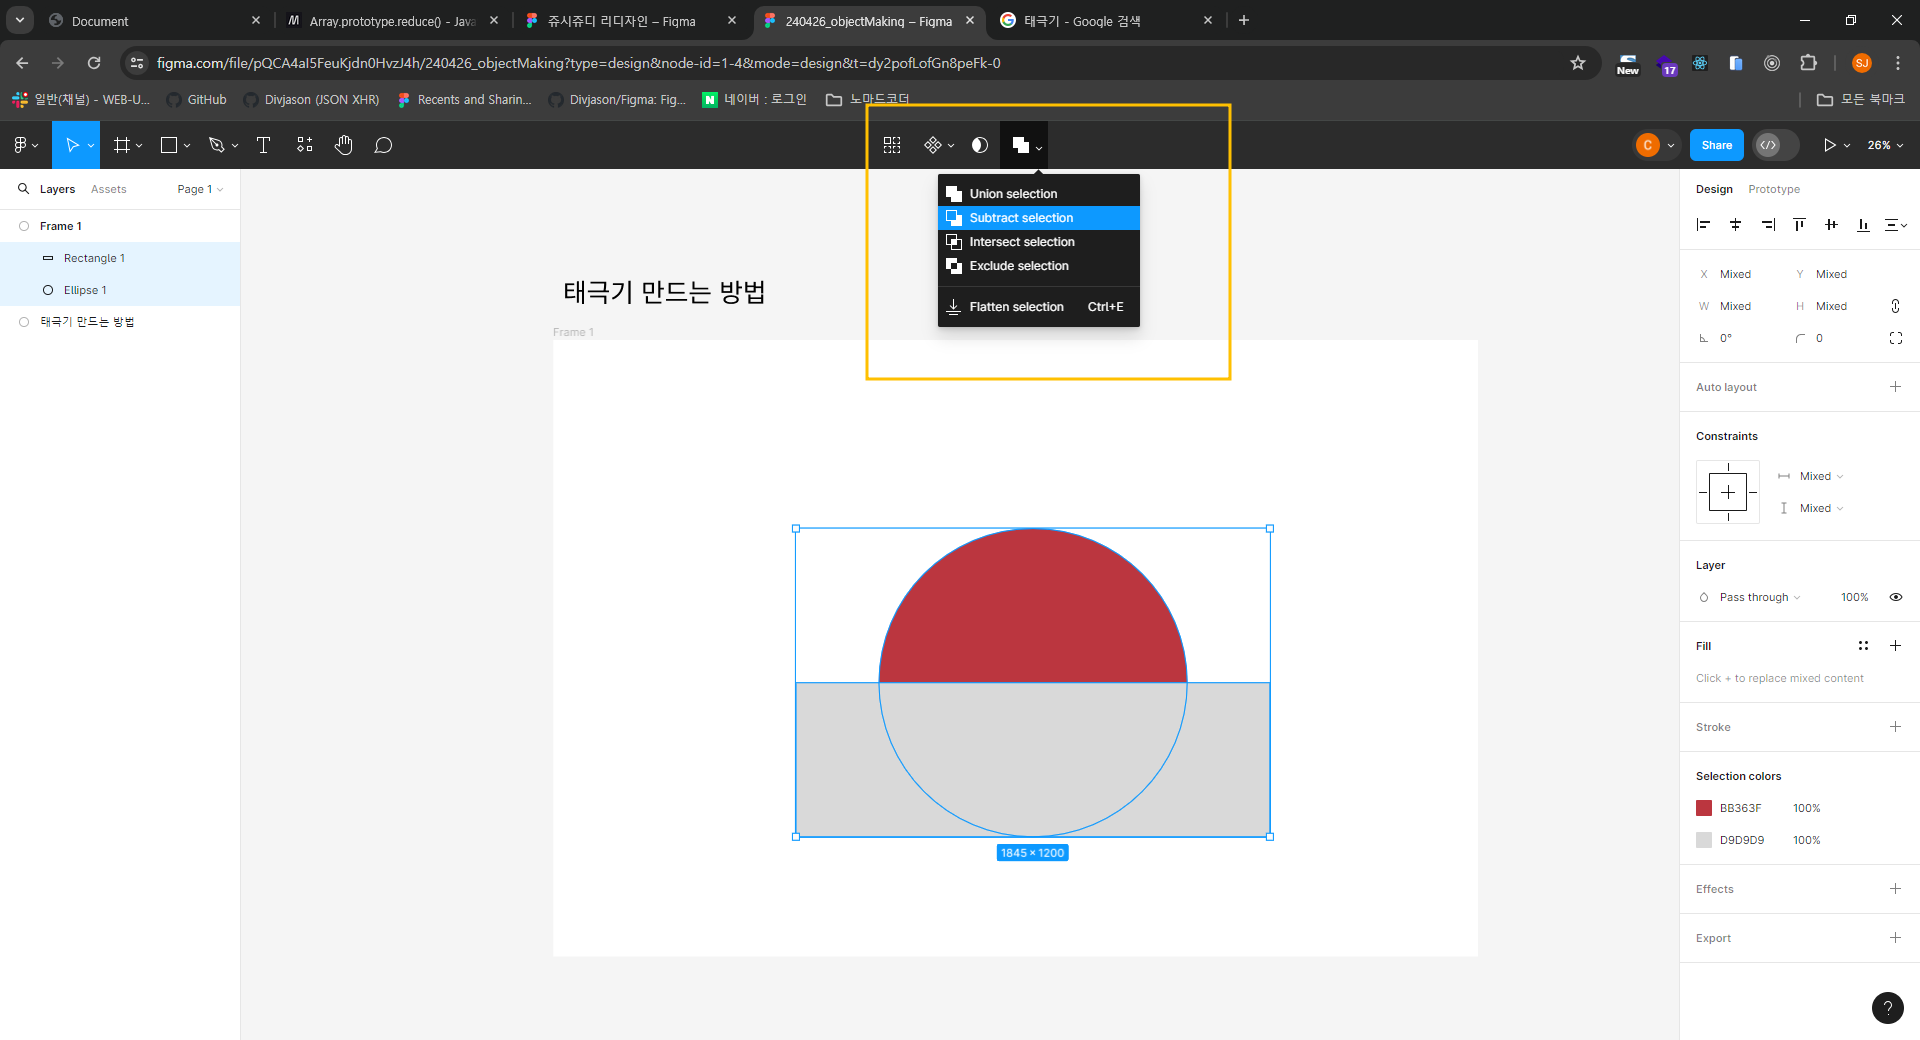 Document
Array.prototype.reduce() - Java
쥬시쥬디 리디자인 – Figma
240426_objectMaking – Figma
태극기 - Google 검색
figma.com/file/pQCA4aI5FeuKjdn0HvzJ4h/240426_objectMaking?type=design&node-id=1-4&mode=design&t=dy2pofLofGn8peFk-0
New
17
SJ
일반(채널) - WEB-U...
GitHub
Divjason (JSON XHR)
Recents and Sharin...
Divjason/Figma: Fig...
네이버 : 로그인
노마드코더
모든 북마크
C
Share
26%
Layers
Assets
Page 1
Frame 1
Rectangle 1
Ellipse 1
태극기 만드는 방법
Union selection
Subtract selection
Intersect selection
Exclude selection
Flatten selection Ctrl+E
태극기 만드는 방법
Frame 1
1845 × 1200
Design
Prototype
X Mixed Y Mixed
W Mixed H Mixed
0° 0
Auto layout
Constraints
Mixed
Mixed
Layer
Pass through 100%
Fill
Click + to replace mixed content
Stroke
Selection colors
BB363F 100%
D9D9D9 100%
Effects
Export
?